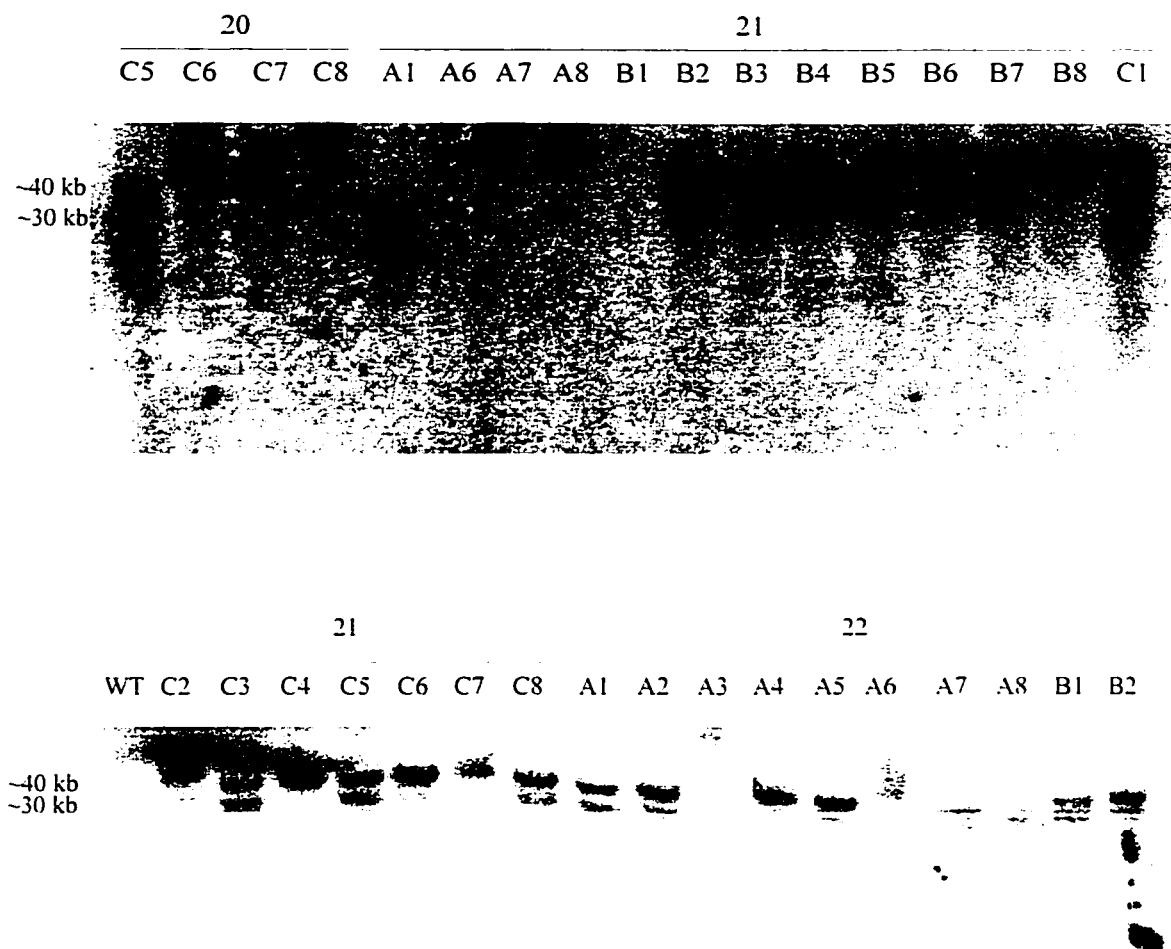 20 21
C5 C6 C7 C8 A1 A6 A7 A8 B1 B2 B3 B4 B5 B6 B7 B8 C1
~40 kb
~30 kb
21 22
WT C2 C3 C4 C5 C6 C7 C8 A1 A2 A3 A4 A5 A6 A7 A8 B1 B2
~40 kb
~30 kb